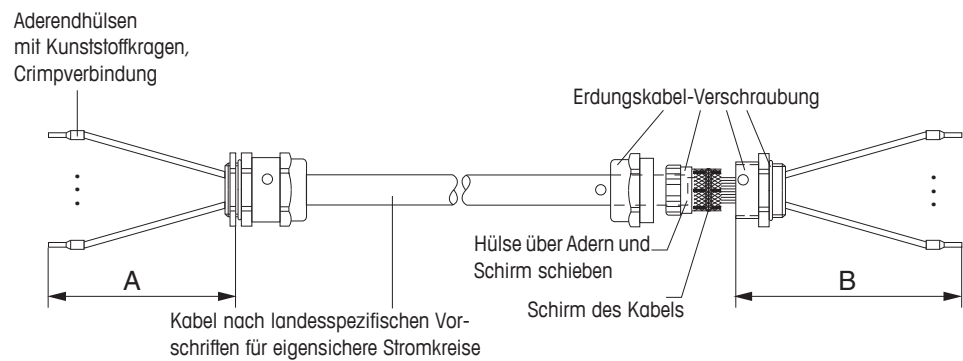 Aderendhülsen
mit Kunststoffkragen,
Crimpverbindung
Erdungskabel-Verschraubung
Hülse über Adern und
Schirm schieben
A
B
Schirm des Kabels
Kabel nach landesspezifischen Vor-
schriften für eigensichere Stromkreise